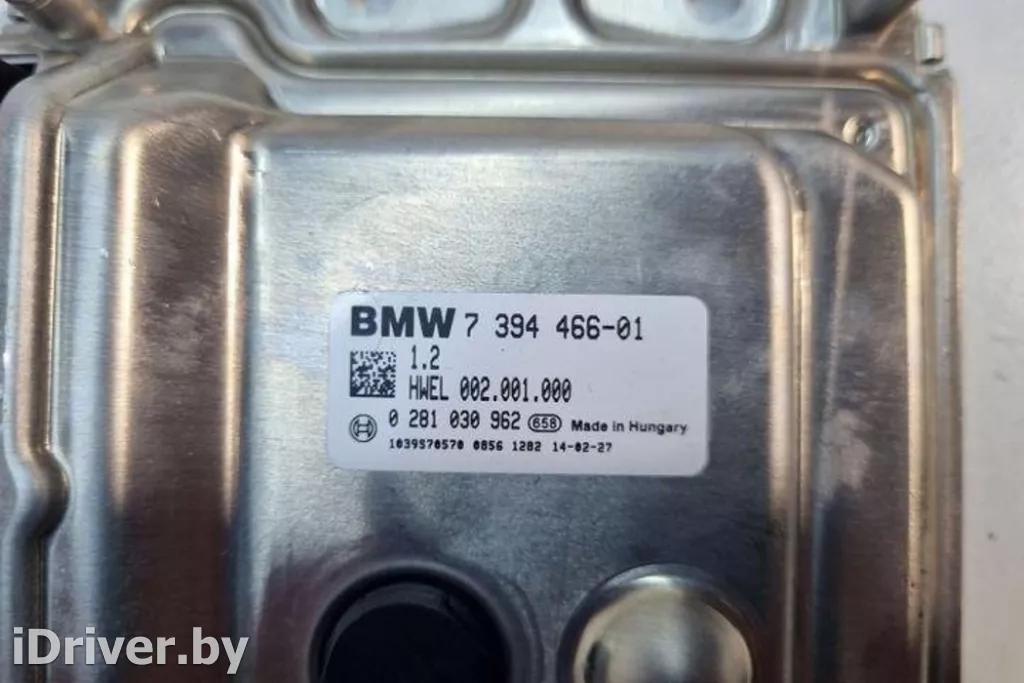 BMW 7 394 466-01
1.2
HWEL 002.001.000
0 281 030 962 658 Made in Hungary
1039S70570 0856 1282 14-02-27
iDriver.by